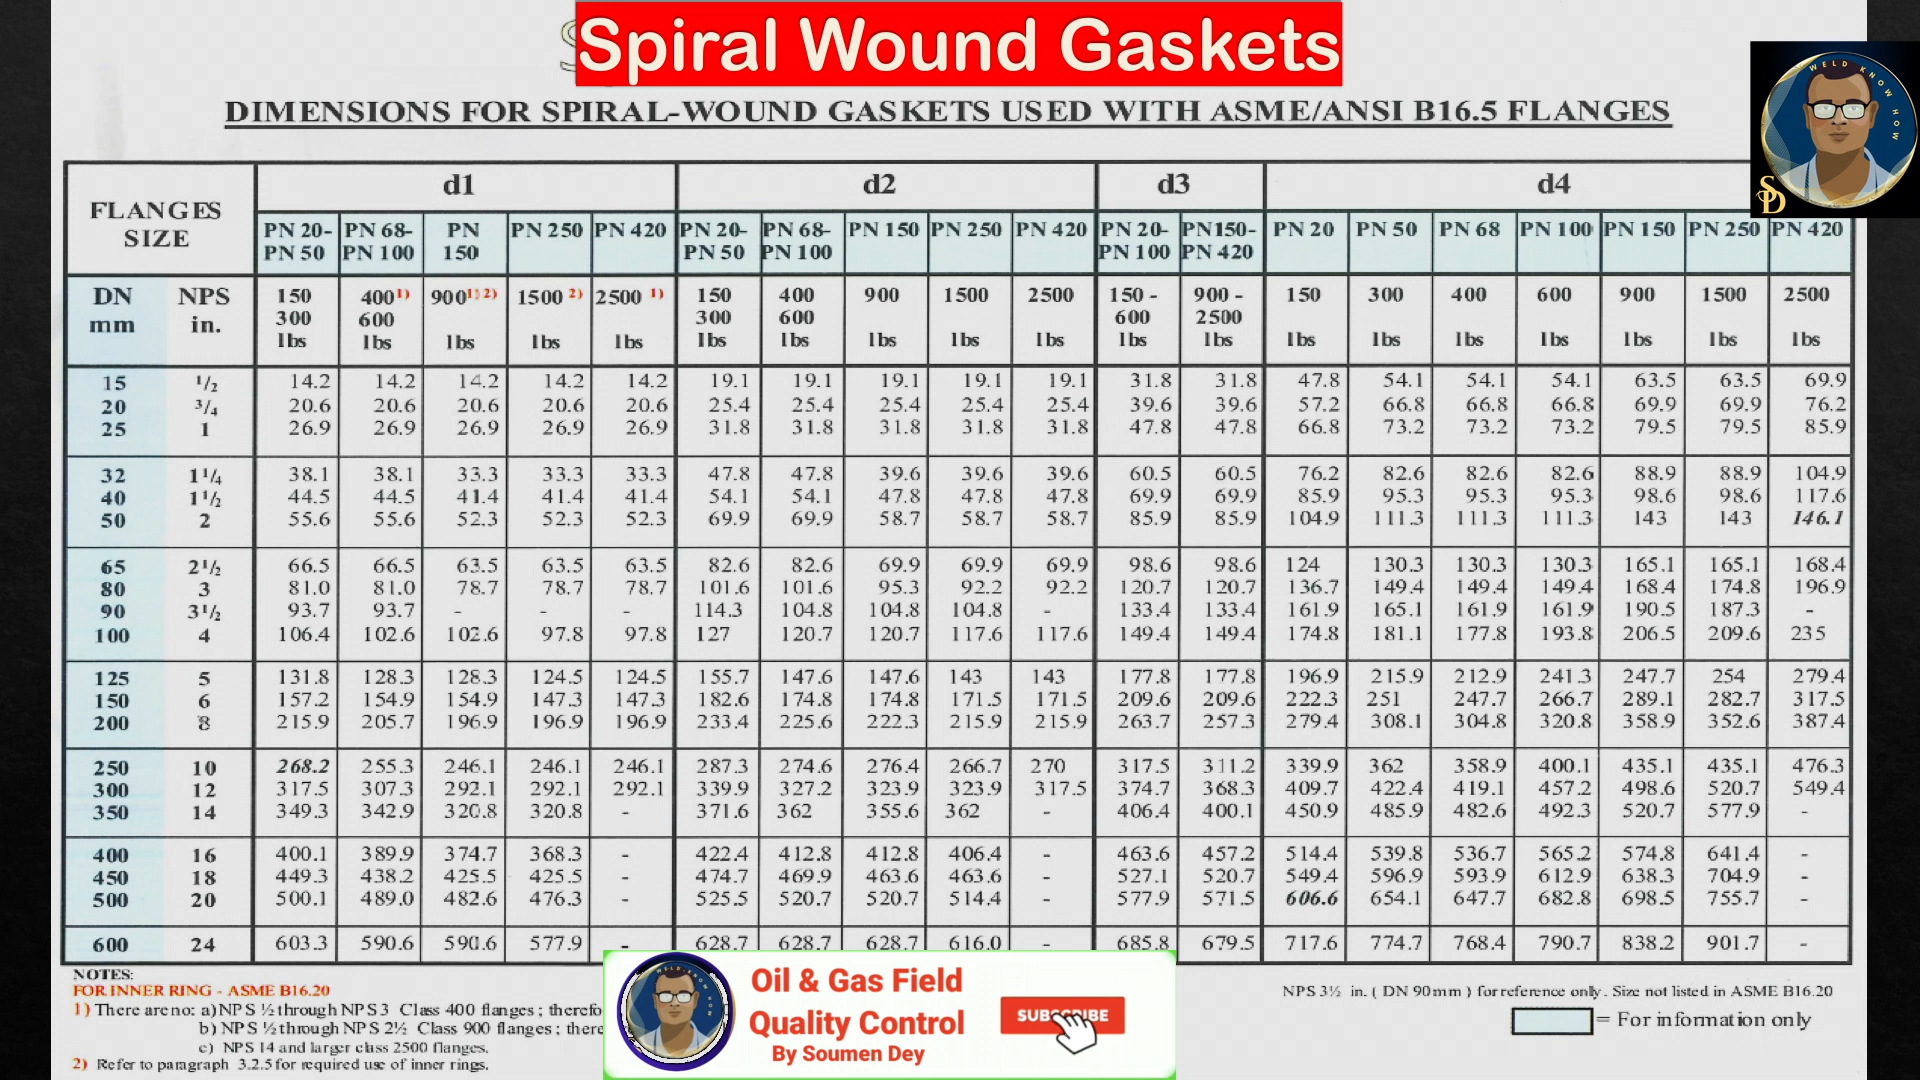 Spiral Wound Gaskets
DIMENSIONS FOR SPIRAL-WOUND GASKETS USED WITH ASME/ANSI B16.5 FLANGES
WELD KNOW HOW
SD
FLANGES SIZE d1 d2 d3 d4
PN 20-PN 50 PN 68-PN 100 PN 150 PN 250 PN 420 PN 20-PN 50 PN 68-PN 100 PN 150 PN 250 PN 420 PN 20-PN 100 PN150-PN 420 PN 20 PN 50 PN 68 PN 100 PN 150 PN 250 PN 420
DN mm NPS in. 150 300 lbs 400 1) 600 lbs 900 1) 2) lbs 1500 2) lbs 2500 1) lbs 150 300 lbs 400 600 lbs 900 lbs 1500 lbs 2500 lbs 150 - 600 lbs 900 - 2500 lbs 150 lbs 300 lbs 400 lbs 600 lbs 900 lbs 1500 lbs 2500 lbs
15 1/2 14.2 14.2 14.2 14.2 14.2 19.1 19.1 19.1 19.1 19.1 31.8 31.8 47.8 54.1 54.1 54.1 63.5 63.5 69.9
20 3/4 20.6 20.6 20.6 20.6 20.6 25.4 25.4 25.4 25.4 25.4 39.6 39.6 57.2 66.8 66.8 66.8 69.9 69.9 76.2
25 1 26.9 26.9 26.9 26.9 26.9 31.8 31.8 31.8 31.8 31.8 47.8 47.8 66.8 73.2 73.2 73.2 79.5 79.5 85.9
32 1 1/4 38.1 38.1 33.3 33.3 33.3 47.8 47.8 39.6 39.6 39.6 60.5 60.5 76.2 82.6 82.6 82.6 88.9 88.9 104.9
40 1 1/2 44.5 44.5 41.4 41.4 41.4 54.1 54.1 47.8 47.8 47.8 69.9 69.9 85.9 95.3 95.3 95.3 98.6 98.6 117.6
50 2 55.6 55.6 52.3 52.3 52.3 69.9 69.9 58.7 58.7 58.7 85.9 85.9 104.9 111.3 111.3 111.3 143 143 146.1
65 2 1/2 66.5 66.5 63.5 63.5 63.5 82.6 82.6 69.9 69.9 69.9 98.6 98.6 124 130.3 130.3 130.3 165.1 165.1 168.4
80 3 81.0 81.0 78.7 78.7 78.7 101.6 101.6 95.3 92.2 92.2 120.7 120.7 136.7 149.4 149.4 149.4 168.4 174.8 196.9
90 3 1/2 93.7 93.7 - - - 114.3 104.8 104.8 104.8 - 133.4 133.4 161.9 165.1 161.9 161.9 190.5 187.3 -
100 4 106.4 102.6 102.6 97.8 97.8 127 120.7 120.7 117.6 117.6 149.4 149.4 174.8 181.1 177.8 193.8 206.5 209.6 235
125 5 131.8 128.3 128.3 124.5 124.5 155.7 147.6 147.6 143 143 177.8 177.8 196.9 215.9 212.9 241.3 247.7 254 279.4
150 6 157.2 154.9 154.9 147.3 147.3 182.6 174.8 174.8 171.5 171.5 209.6 209.6 222.3 251 247.7 266.7 289.1 282.7 317.5
200 8 215.9 205.7 196.9 196.9 196.9 233.4 225.6 222.3 215.9 215.9 263.7 257.3 279.4 308.1 304.8 320.8 358.9 352.6 387.4
250 10 268.2 255.3 246.1 246.1 246.1 287.3 274.6 276.4 266.7 270 317.5 311.2 339.9 362 358.9 400.1 435.1 435.1 476.3
300 12 317.5 307.3 292.1 292.1 292.1 339.9 327.2 323.9 323.9 317.5 374.7 368.3 409.7 422.4 419.1 457.2 498.6 520.7 549.4
350 14 349.3 342.9 320.8 320.8 - 371.6 362 355.6 362 - 406.4 400.1 450.9 485.9 482.6 492.3 520.7 577.9 -
400 16 400.1 389.9 374.7 368.3 - 422.4 412.8 412.8 406.4 - 463.6 457.2 514.4 539.8 536.7 565.2 574.8 641.4 -
450 18 449.3 438.2 425.5 425.5 - 474.7 469.9 463.6 463.6 - 527.1 520.7 549.4 596.9 593.9 612.9 638.3 704.9 -
500 20 500.1 489.0 482.6 476.3 - 525.5 520.7 520.7 514.4 - 577.9 571.5 606.6 654.1 647.7 682.8 698.5 755.7 -
600 24 603.3 590.6 590.6 577.9 - 628.7 628.7 628.7 616.0 - 685.8 679.5 717.6 774.7 768.4 790.7 838.2 901.7 -
NOTES:
FOR INNER RING - ASME B16.20
1) There are no: a) NPS ½ through NPS 3 Class 400 flanges ;
b) NPS ½ through NPS 2½ Class 900 flanges ;
c) NPS 14 and larger class 2500 flanges.
2) Refer to paragraph 3.2.5 for required use of inner rings.
Oil & Gas Field
Quality Control
By Soumen Dey
SUBSCRIBE
NPS 3½ in. ( DN 90mm ) for reference only. Size not listed in ASME B16.20
= For information only